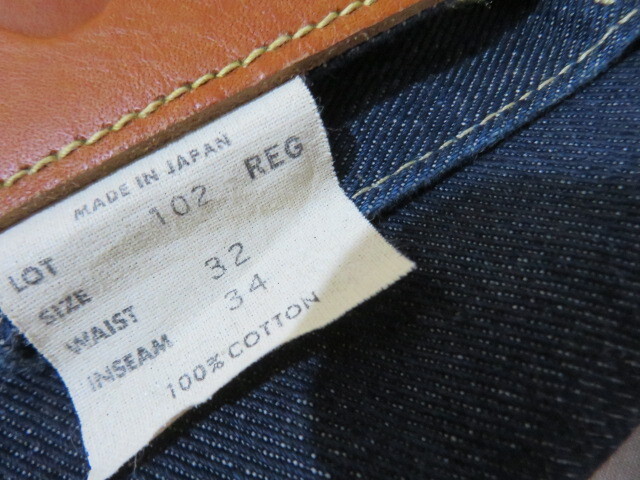 MADE IN JAPAN
LOT 102 REG
SIZE
WAIST 32
INSEAM 34
100% COTTON